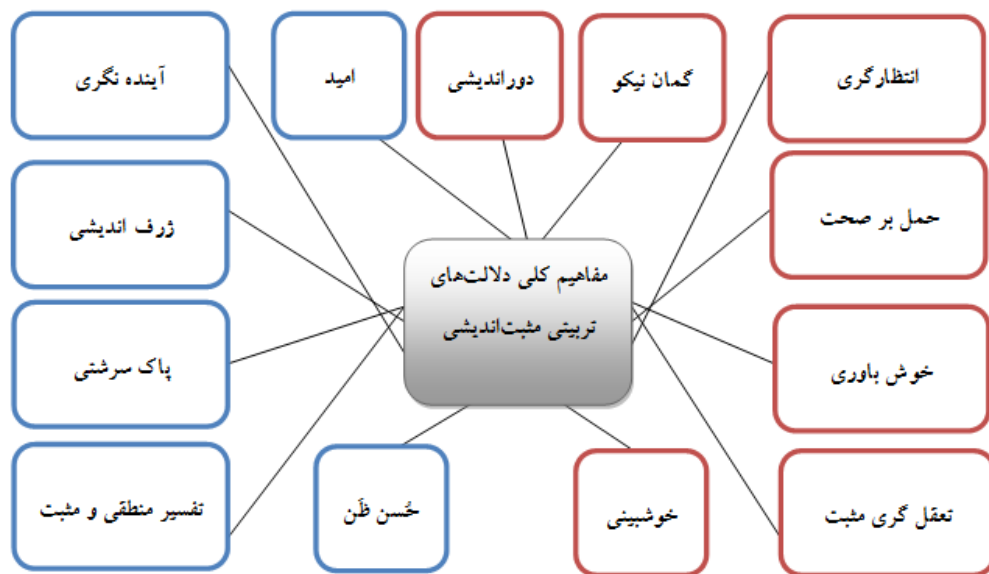 انتظارگری
گمان نیکو
دوراندیشی
امید
آینده نگری
حمل بر صحت
ژرف اندیشی
مفاهیم کلی دلالت‌های
تربیتی مثبت‌اندیشی
خوش باوری
پاک سرشتی
تعقل گری مثبت
خوشبینی
حُسن ظَن
تفسیر منطقی و مثبت